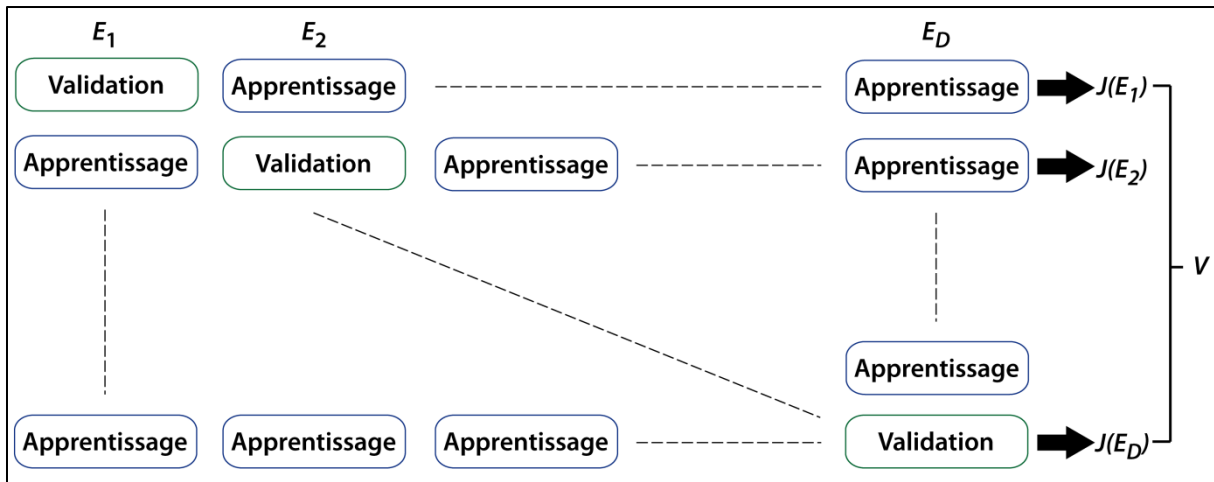 E1 E2 ED
Validation Apprentissage Apprentissage J(E1)
Apprentissage Validation Apprentissage Apprentissage J(E2)
V
Apprentissage
Apprentissage Apprentissage Apprentissage Validation J(ED)